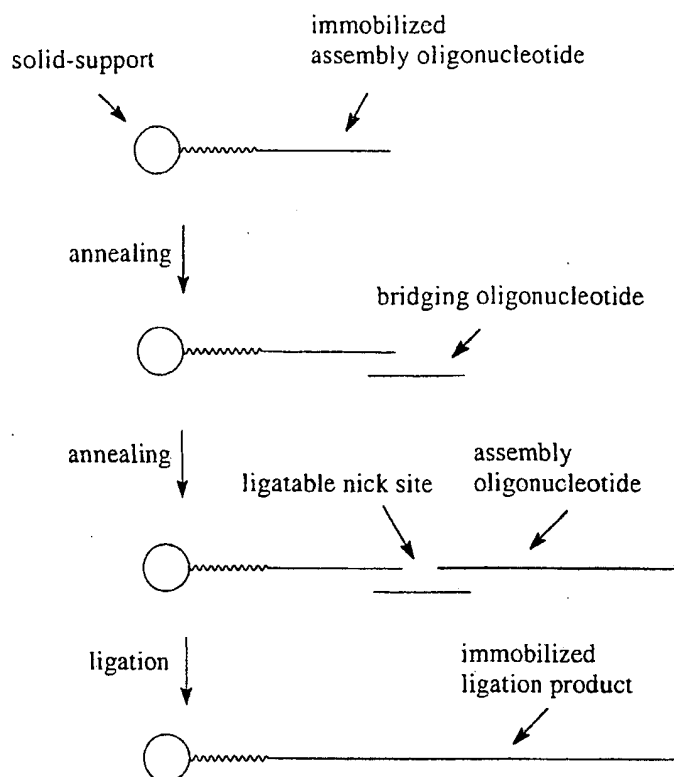 immobilized
assembly oligonucleotide
solid-support
annealing
bridging oligonucleotide
annealing
ligatable nick site
assembly
oligonucleotide
ligation
immobilized
ligation product